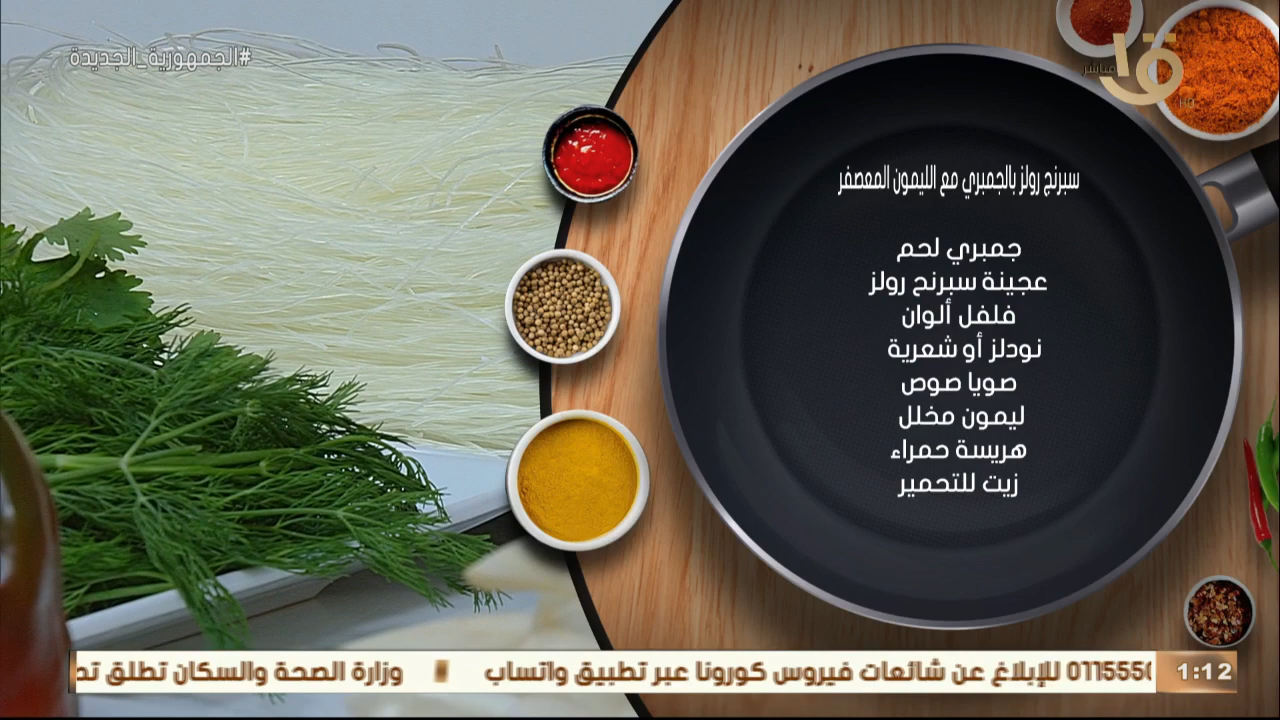 #الجمهورية_الجديدة
مباشر
HD
سبرنج رولز بالجمبري مع الليمون المعصفر
جمبري لحم
عجينة سبرنج رولز
فلفل ألوان
نودلز أو شعرية
صويا صوص
ليمون مخلل
هريسة حمراء
زيت للتحمير
1:12
للإبلاغ عن شائعات فيروس كورونا عبر تطبيق واتساب
وزارة الصحة والسكان تطلق